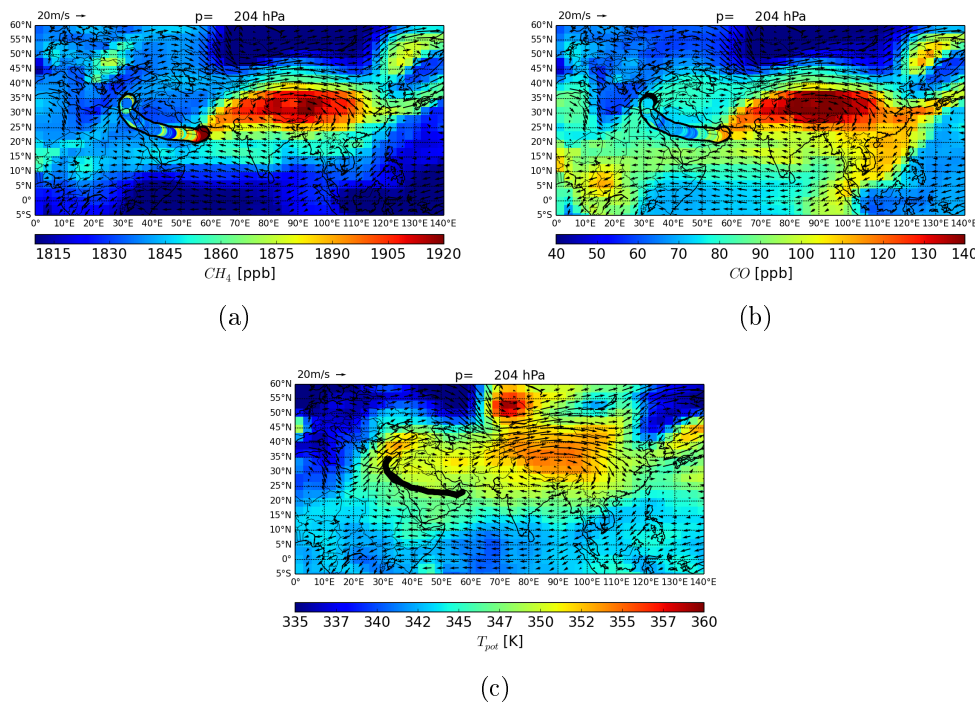 20m/s → p= 204 hPa
60°N
55°N
50°N
45°N
40°N
35°N
30°N
25°N
20°N
15°N
10°N
5°N
0°
5°S
0° 10°E 20°E 30°E 40°E 50°E 60°E 70°E 80°E 90°E 100°E 110°E 120°E 130°E 140°E
1815 1830 1845 1860 1875 1890 1905 1920
CH₄ [ppb]
(a)
20m/s → p= 204 hPa
60°N
55°N
50°N
45°N
40°N
35°N
30°N
25°N
20°N
15°N
10°N
5°N
0°
5°S
0° 10°E 20°E 30°E 40°E 50°E 60°E 70°E 80°E 90°E 100°E 110°E 120°E 130°E 140°E
40 50 60 70 80 90 100 110 120 130 140
CO [ppb]
(b)
20m/s → p= 204 hPa
60°N
55°N
50°N
45°N
40°N
35°N
30°N
25°N
20°N
15°N
10°N
5°N
0°
5°S
0° 10°E 20°E 30°E 40°E 50°E 60°E 70°E 80°E 90°E 100°E 110°E 120°E 130°E 140°E
335 337 340 342 345 347 350 352 355 357 360
T_pot [K]
(c)